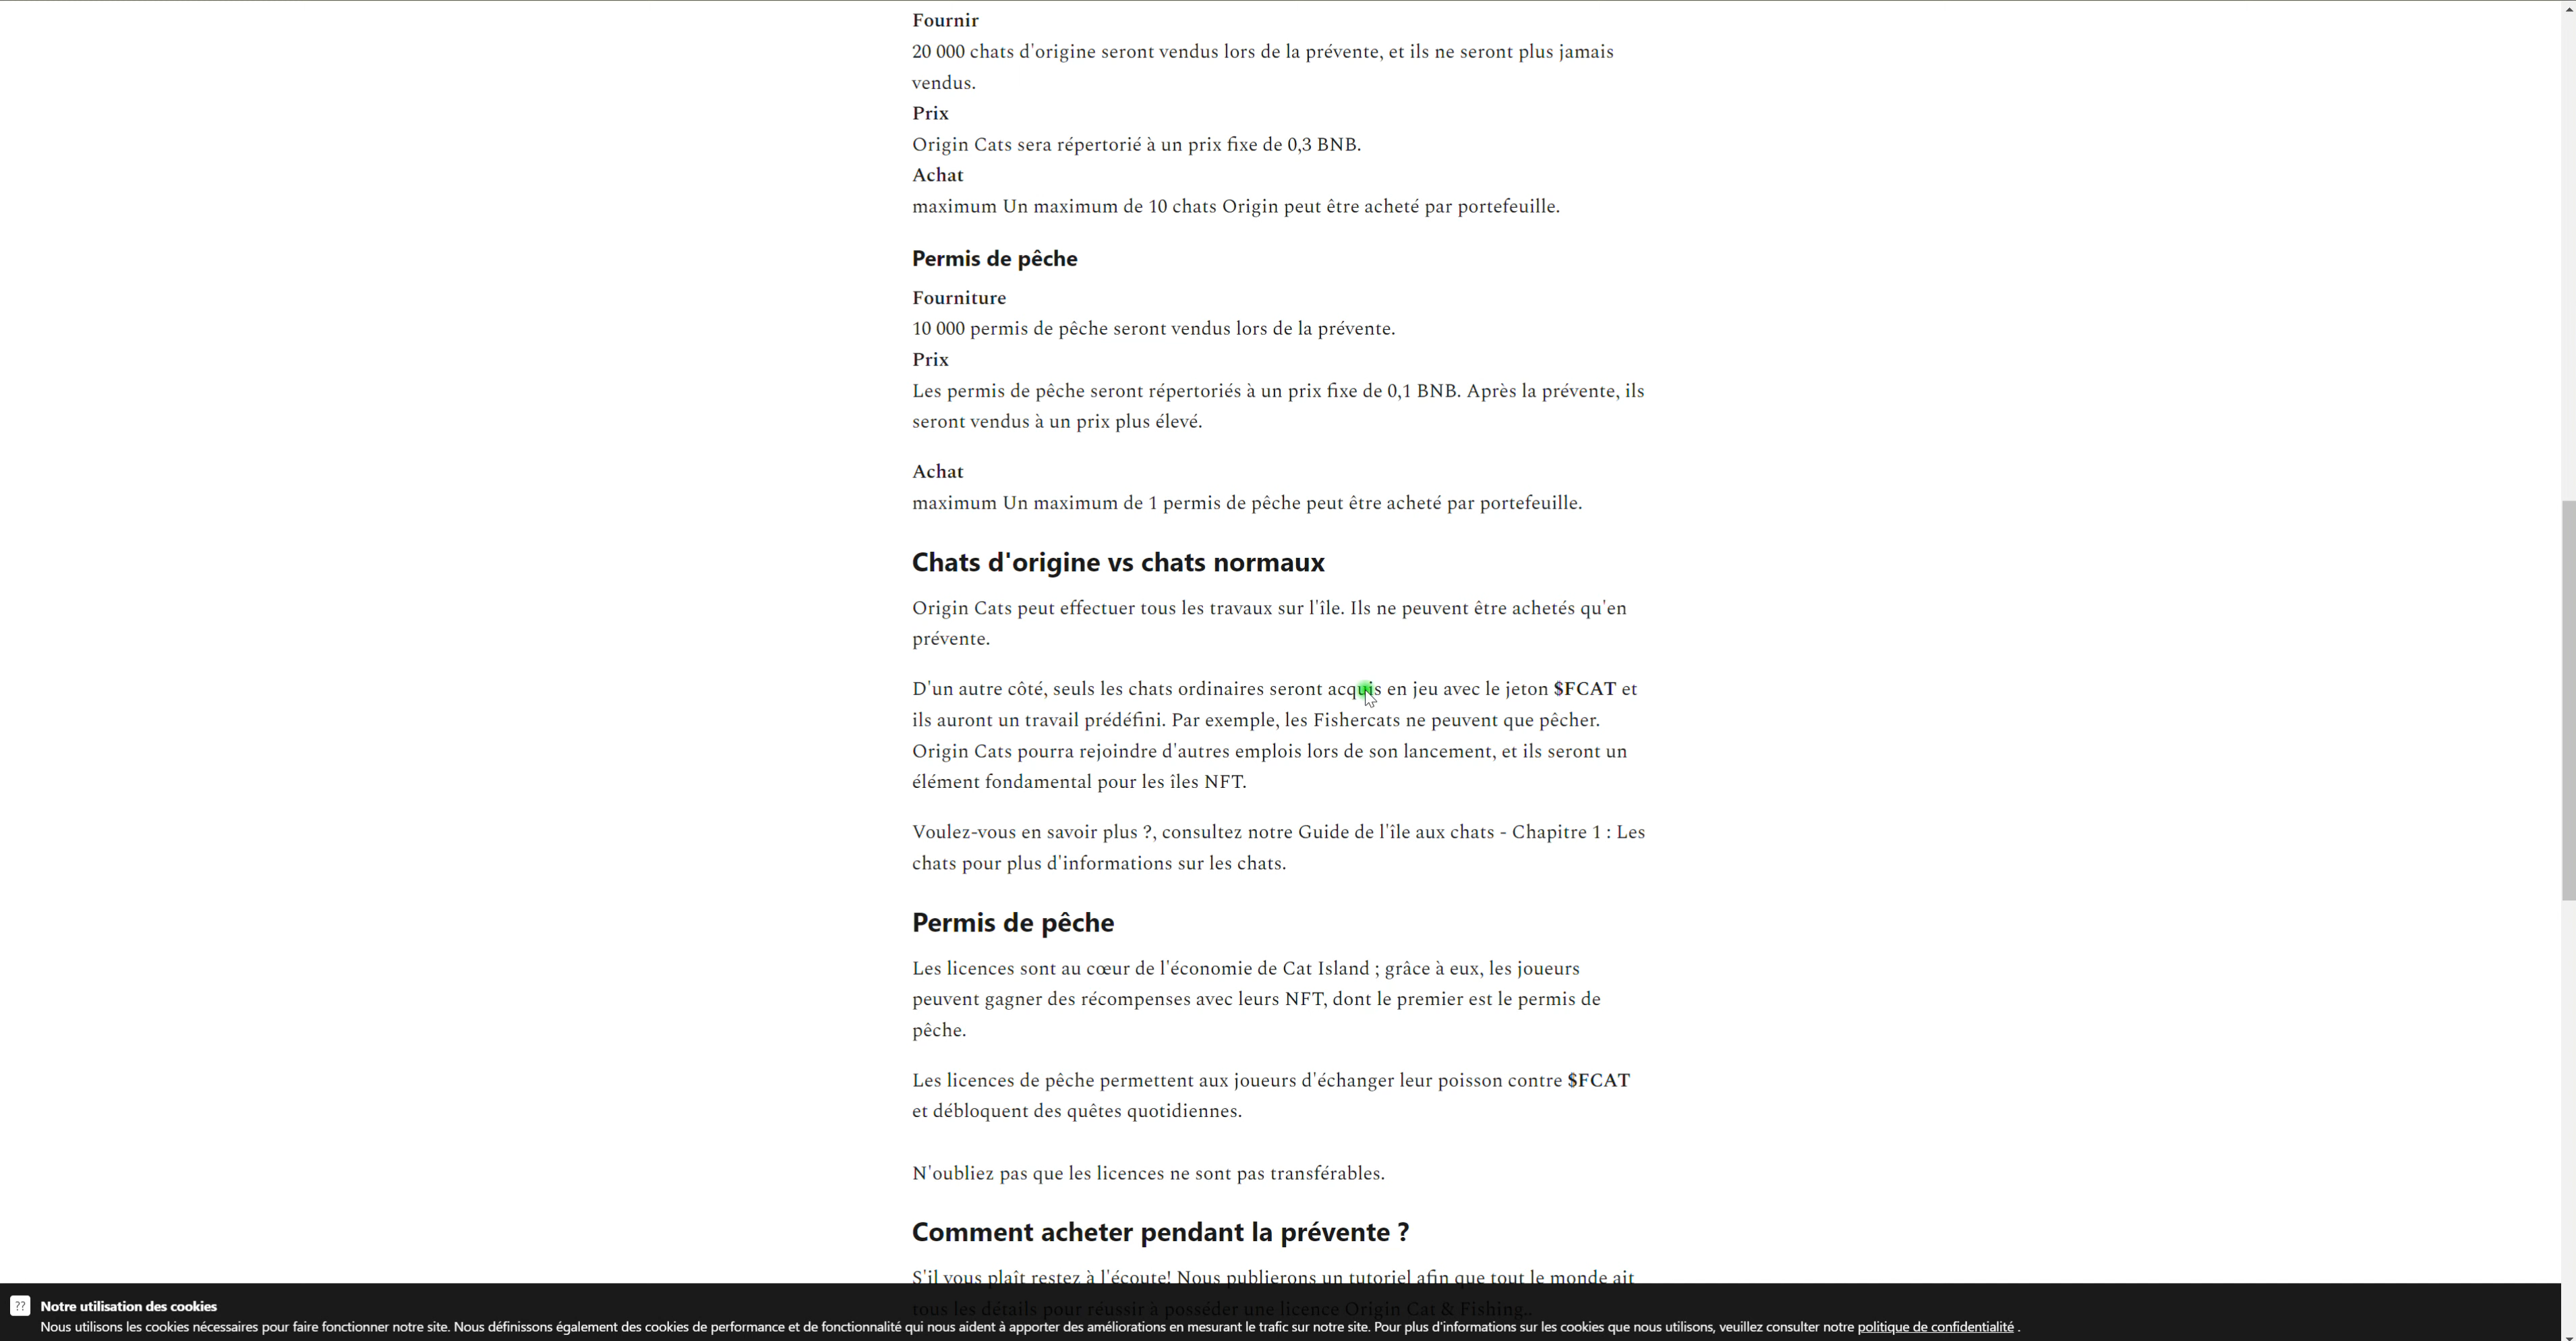 Fournir
20 000 chats d'origine seront vendus lors de la prévente, et ils ne seront plus jamais
vendus.
Prix
Origin Cats sera répertorié à un prix fixe de 0,3 BNB.
Achat
maximum Un maximum de 10 chats Origin peut être acheté par portefeuille.
Permis de pêche
Fourniture
10 000 permis de pêche seront vendus lors de la prévente.
Prix
Les permis de pêche seront répertoriés à un prix fixe de 0,1 BNB. Après la prévente, ils
seront vendus à un prix plus élevé.
Achat
maximum Un maximum de 1 permis de pêche peut être acheté par portefeuille.
Chats d'origine vs chats normaux
Origin Cats peut effectuer tous les travaux sur l'île. Ils ne peuvent être achetés qu'en
prévente.
D'un autre côté, seuls les chats ordinaires seront acquis en jeu avec le jeton $FCAT et
ils auront un travail prédéfini. Par exemple, les Fishercats ne peuvent que pêcher.
Origin Cats pourra rejoindre d'autres emplois lors de son lancement, et ils seront un
élément fondamental pour les îles NFT.
Voulez-vous en savoir plus ?, consultez notre Guide de l'île aux chats - Chapitre 1 : Les
chats pour plus d'informations sur les chats.
Permis de pêche
Les licences sont au cœur de l'économie de Cat Island ; grâce à eux, les joueurs
peuvent gagner des récompenses avec leurs NFT, dont le premier est le permis de
pêche.
Les licences de pêche permettent aux joueurs d'échanger leur poisson contre $FCAT
et débloquent des quêtes quotidiennes.
N'oubliez pas que les licences ne sont pas transférables.
Comment acheter pendant la prévente ?
S'il vous plaît restez à l'écoute! Nous publierons un tutoriel afin que tout le monde ait
tous les détails pour réussir à posséder une licence Origin Cat & Fishing..
?? Notre utilisation des cookies
Nous utilisons les cookies nécessaires pour faire fonctionner notre site. Nous définissons également des cookies de performance et de fonctionnalité qui nous aident à apporter des améliorations en mesurant le trafic sur notre site. Pour plus d'informations sur les cookies que nous utilisons, veuillez consulter notre politique de confidentialité .